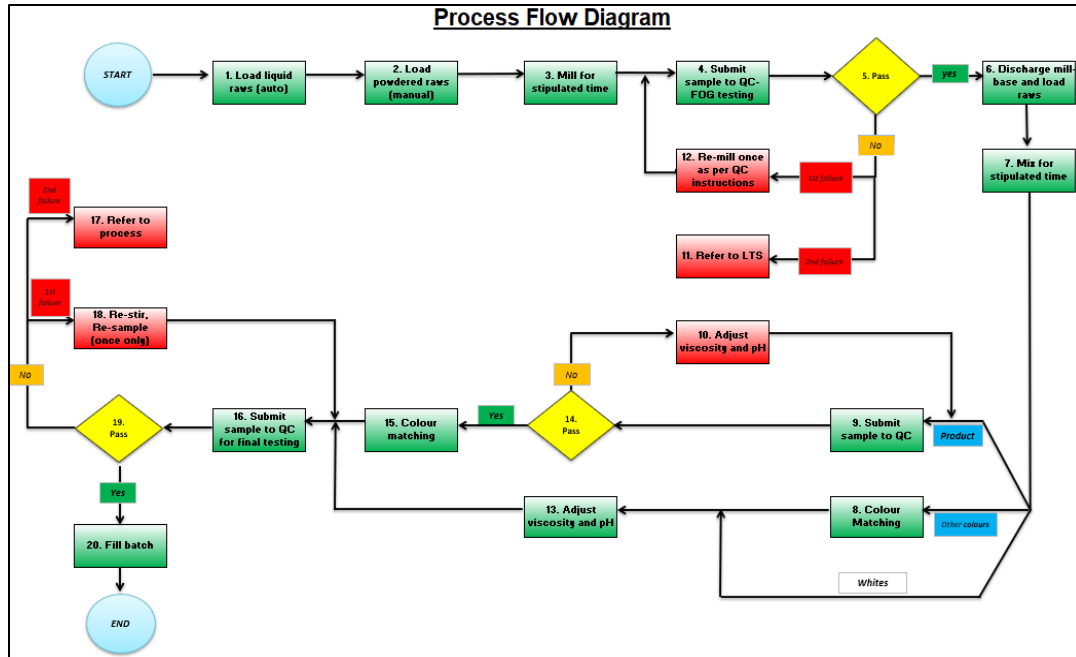 Process Flow Diagram
START
1. Load liquid
raws (auto)
2. Load
powdered raws
(manual)
3. Mill for
stipulated time
4. Submit
sample to QC-
FOG testing
5. Pass
yes
6. Discharge mill-
base and load
raws
No
7. Mix for
stipulated time
12. Re-mill once
as per QC
instructions
1st failure
2nd
failure
17. Refer to
process
11. Refer to LTS
2nd failure
1st
failure
18. Re-stir,
Re-sample
(once only)
10. Adjust
viscosity and pH
No
No
19.
Pass
16. Submit
sample to QC
for final testing
15. Colour
matching
Yes
14.
Pass
9. Submit
sample to QC
Product
Yes
13. Adjust
viscosity and pH
8. Colour
Matching
Other colours
20. Fill batch
Whites
END